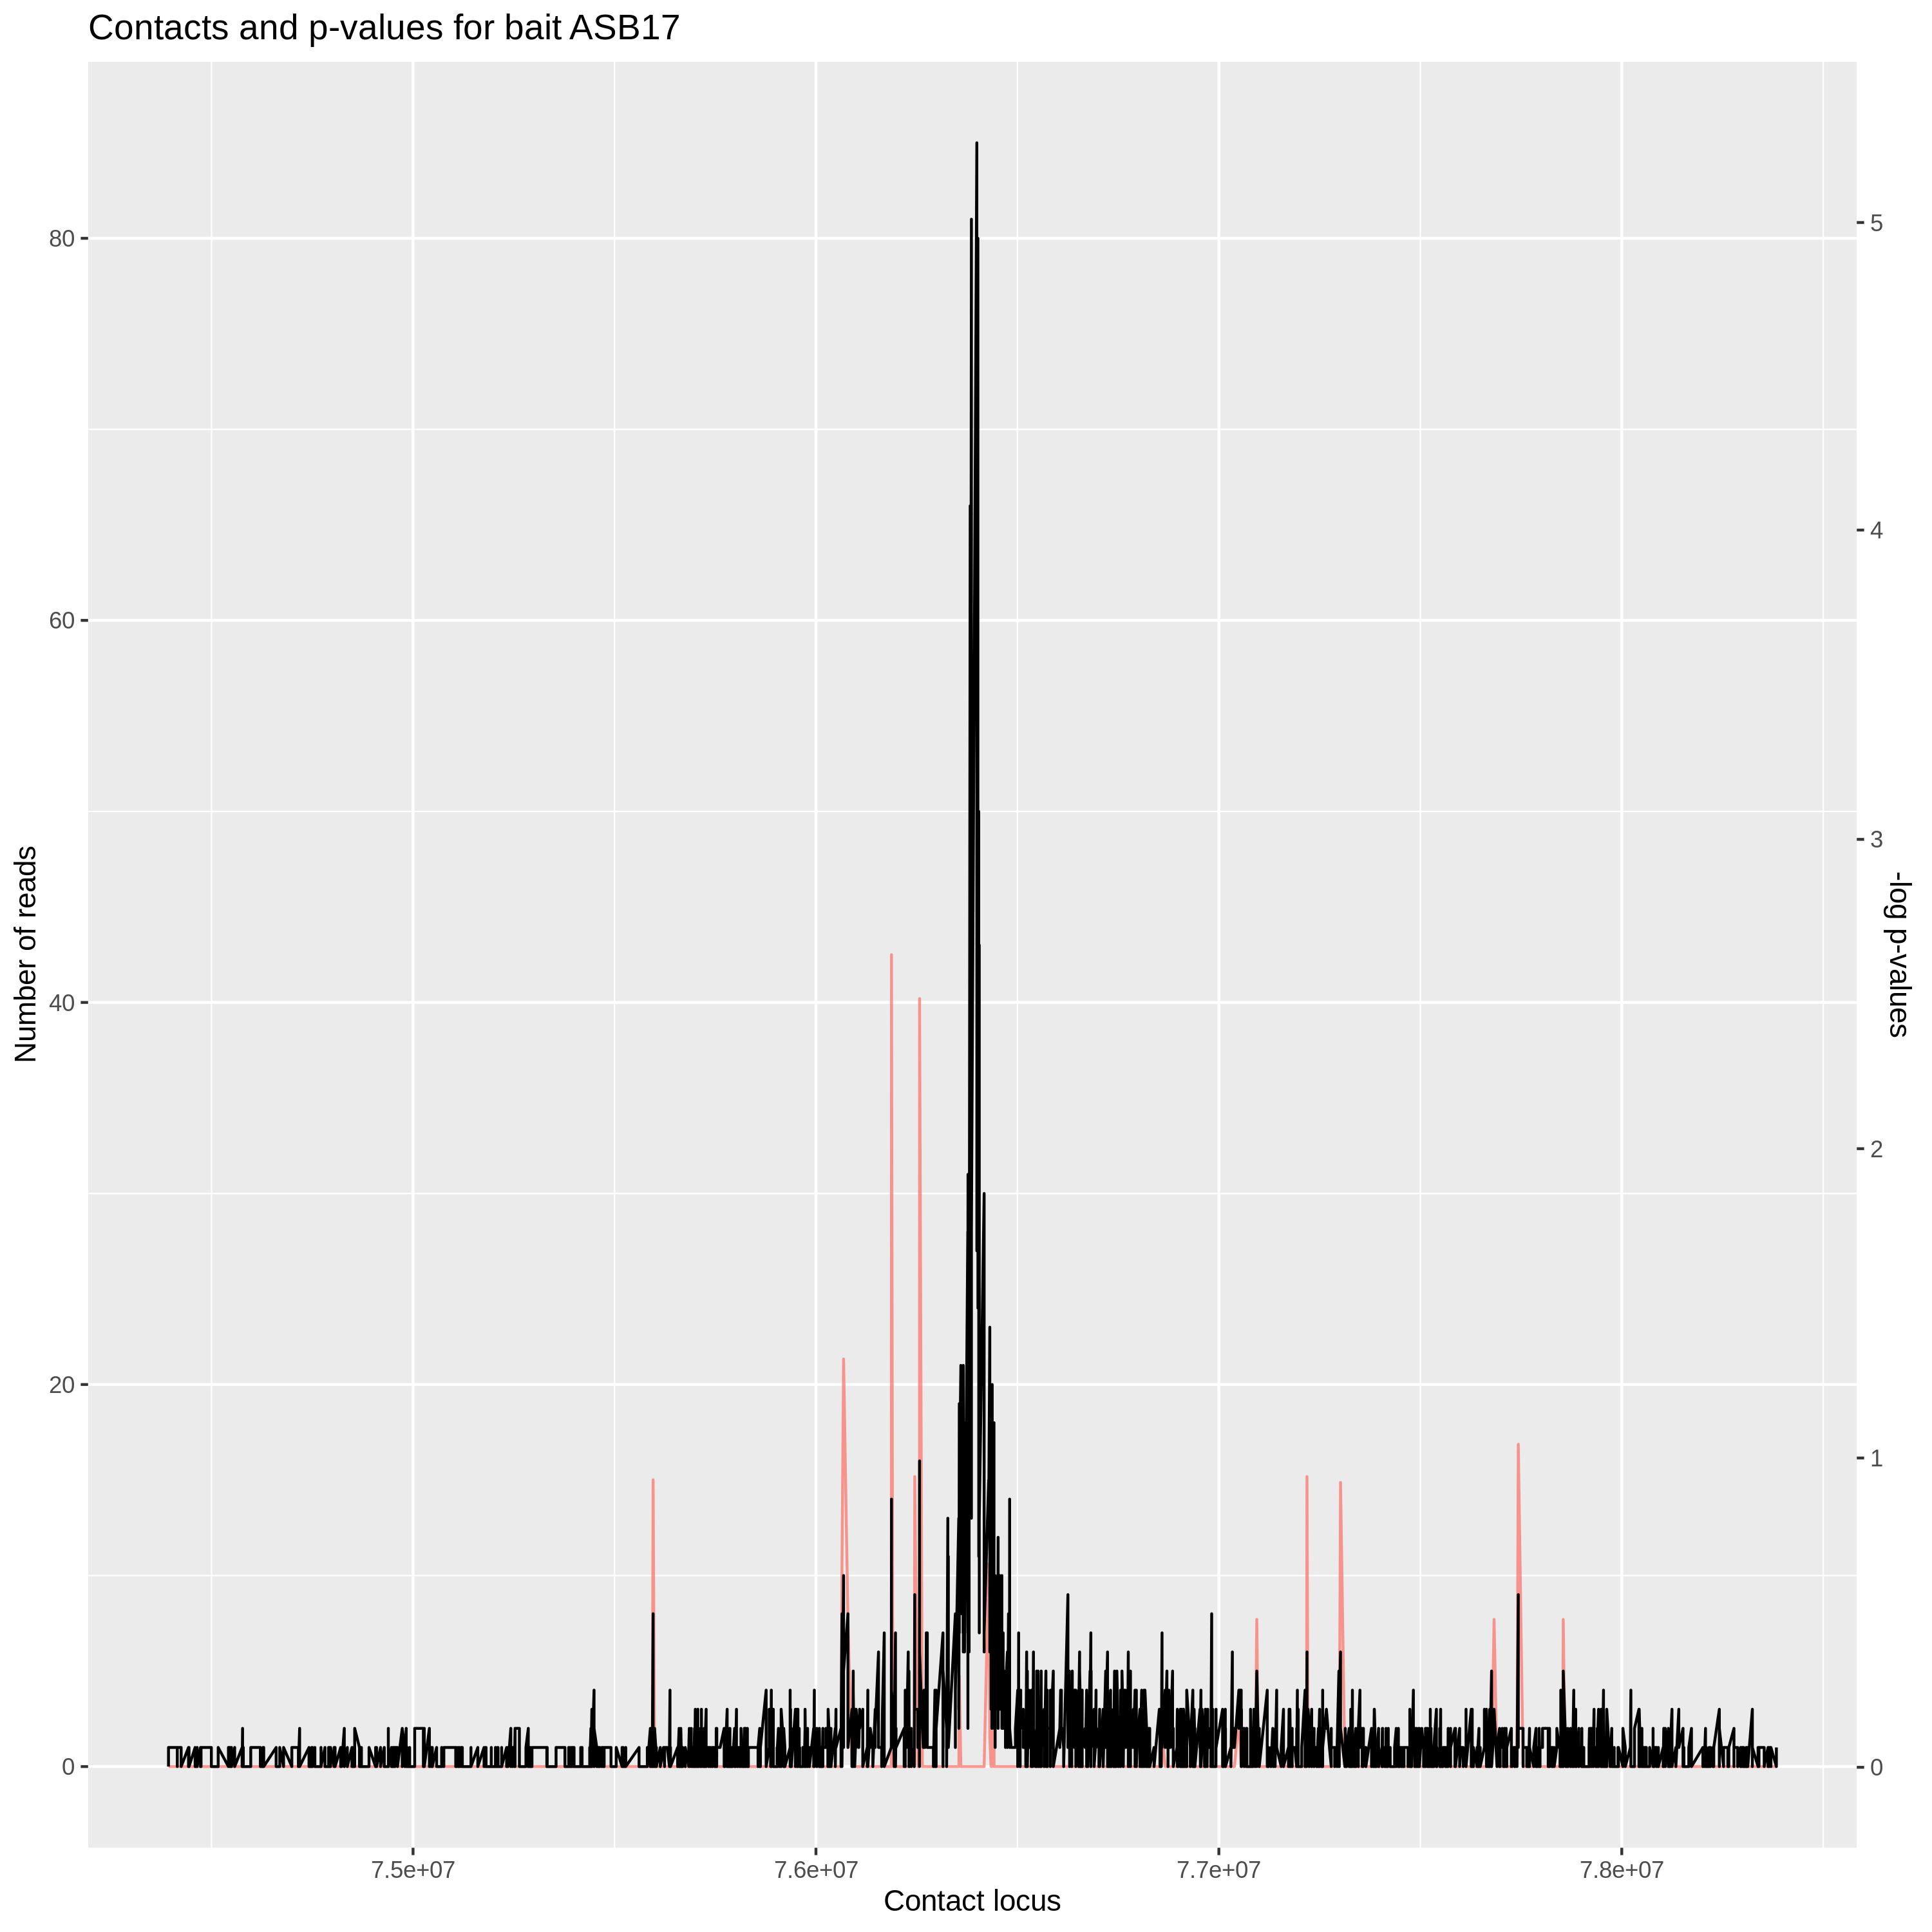 Contacts and p-values for bait ASB17
Number of reads
80
60
40
20
0
5
4
3
2
1
0
-log p-values
7.5e+07
7.6e+07
7.7e+07
7.8e+07
Contact locus